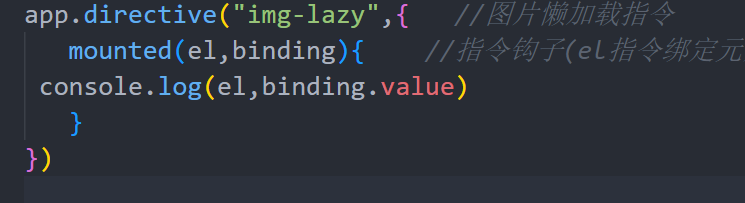 app.directive("img-lazy",{   //图片懒加载指令
   mounted(el,binding){    //指令钩子(el指令绑定元
 console.log(el,binding.value)
   }
})